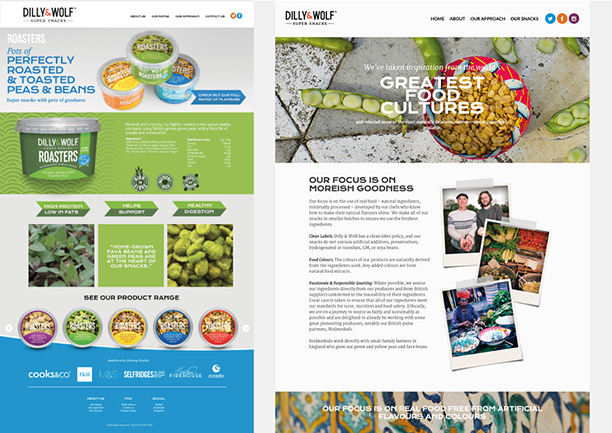 DILLY&WOLF
SUPER SNACKS
ABOUT US
OUR RANGE
OUR APPROACH
CONTACT US
ROASTERS
Pots of
PERFECTLY
ROASTED
& TOASTED
PEAS & BEANS
Super snacks with pots of goodness
CHECK OUT OUR FULL
RANGE OF FLAVOURS
DILLY&WOLF
ROASTERS
HIGH PROTEIN
LOW IN FATS
HELPS
SUPPORT
HEALTHY
DIGESTION
"HOME-GROWN
FAVA BEANS AND
GREEN PEAS ARE
AT THE HEART OF
OUR SNACKS."
SEE OUR PRODUCT RANGE
ROASTERS
ROASTERS
ROASTERS
ROASTERS
ROASTERS
cooks&co
M&S
SELFRIDGES
FIREHOUSE
ocado
ABOUT US
FAQ
SOCIAL
DILLY&WOLF
SUPER SNACKS
HOME
ABOUT
OUR APPROACH
OUR SNACKS
We've taken inspiration from the world's
GREATEST
FOOD
CULTURES
OUR FOCUS IS ON
MOREISH GOODNESS
Our focus is on the use of real food – natural ingredients,
minimally processed – developed by our chefs who know
how to make their natural flavours shine. We make all of our
snacks in smaller batches to ensure we use the freshest
ingredients.
Clean Labels: Dilly & Wolf has a clean label policy, and our
snacks do not contain artificial additives, preservatives,
hydrogenated or transfats, GM, or soya beans.
Food Colours: The colours of our products are naturally derived
from the ingredients used. Any added colours are from
natural food extracts.
Passionate & Responsible Sourcing: Where possible, we source
our ingredients directly from our producers and from British
suppliers committed to the traceability of their ingredients.
Great care is taken to ensure that all of our ingredients meet
our standards for taste, nutrition and food safety. Ethically,
we are on a journey to source as fairly and sustainably as
possible and are delighted to already be working with some
great pioneering producers, notably our British pulse
partners, Hodmedods.
Hodmedods work directly with small family farmers in
England who grow our green and yellow peas and fava beans.
OUR FOCUS IS ON REAL FOOD FREE FROM ARTIFICIAL
FLAVOURS AND COLOURS